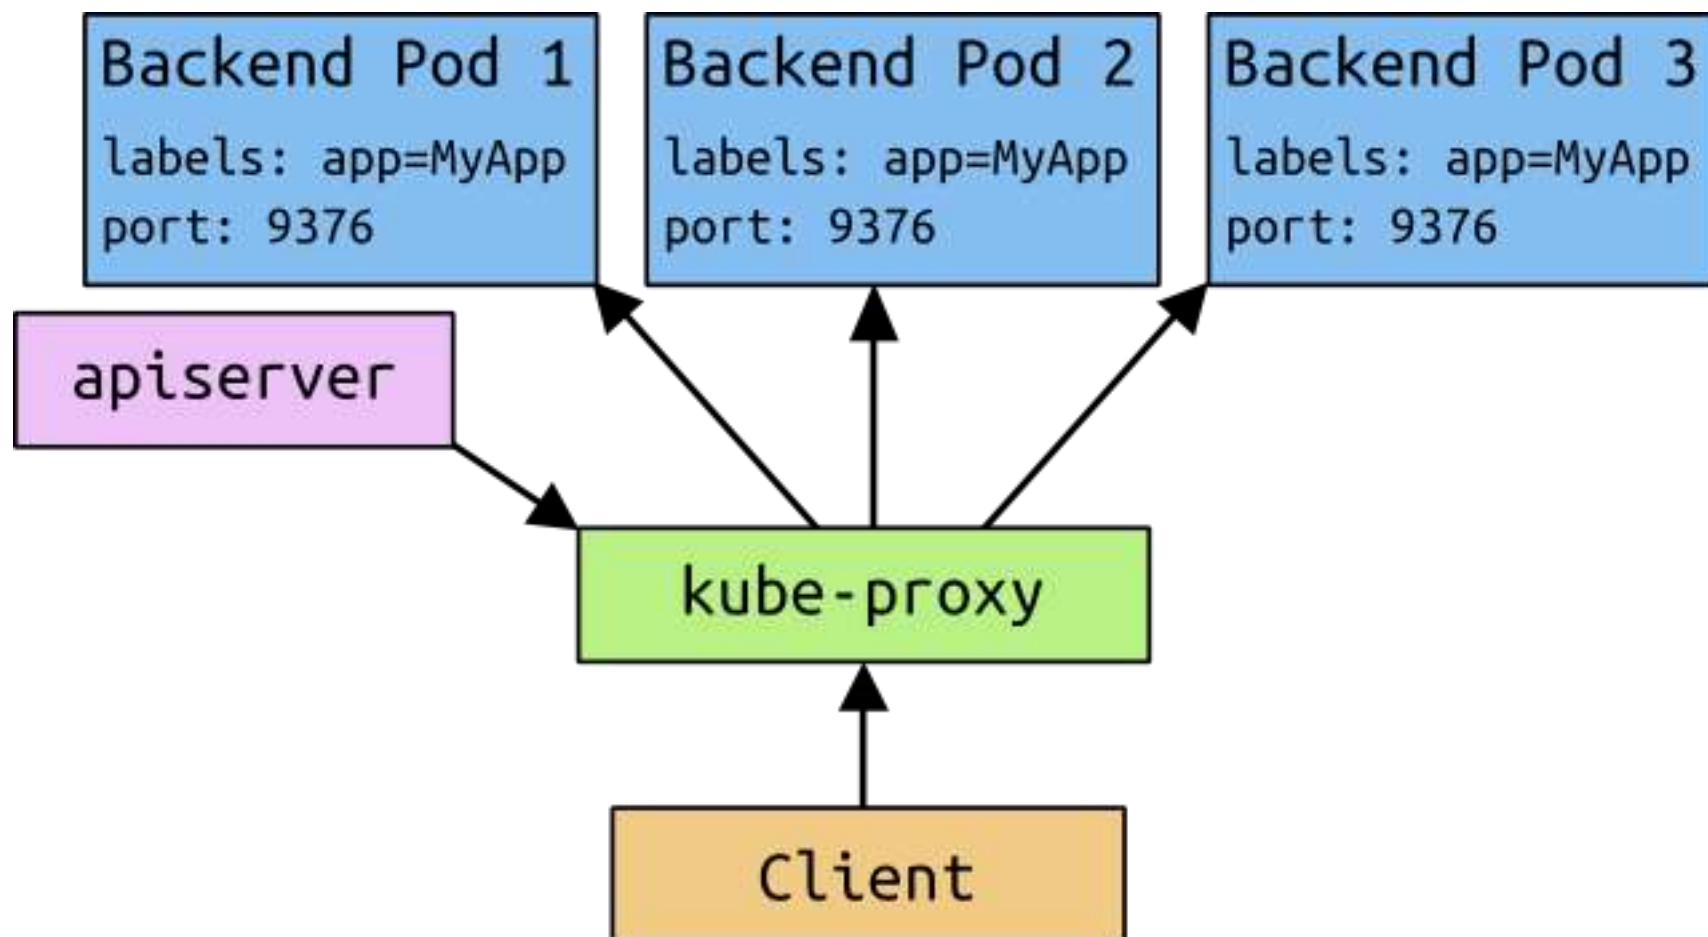 Backend Pod 1
labels: app=MyApp
port: 9376
Backend Pod 2
labels: app=MyApp
port: 9376
Backend Pod 3
labels: app=MyApp
port: 9376
apiserver
kube-proxy
Client